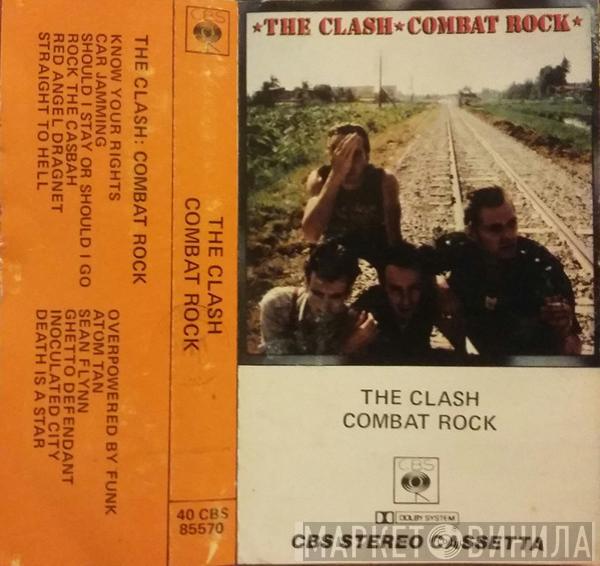 THE CLASH: COMBAT ROCK
KNOW YOUR RIGHTS
CAR JAMMING
SHOULD I STAY OR SHOULD I GO
ROCK THE CASBAH
RED ANGEL DRAGNET
STRAIGHT TO HELL
OVERPOWERED BY FUNK
ATOM TAN
SEAN FLYNN
GHETTO DEFENDANT
INOCULATED CITY
DEATH IS A STAR
CBS
THE CLASH
COMBAT ROCK
40 CBS
85570
★THE CLASH★COMBAT ROCK★
THE CLASH
COMBAT ROCK
CBS
DOLBY SYSTEM
CBS STEREO CASSETTA
МАРКЕТ ВИНИЛА